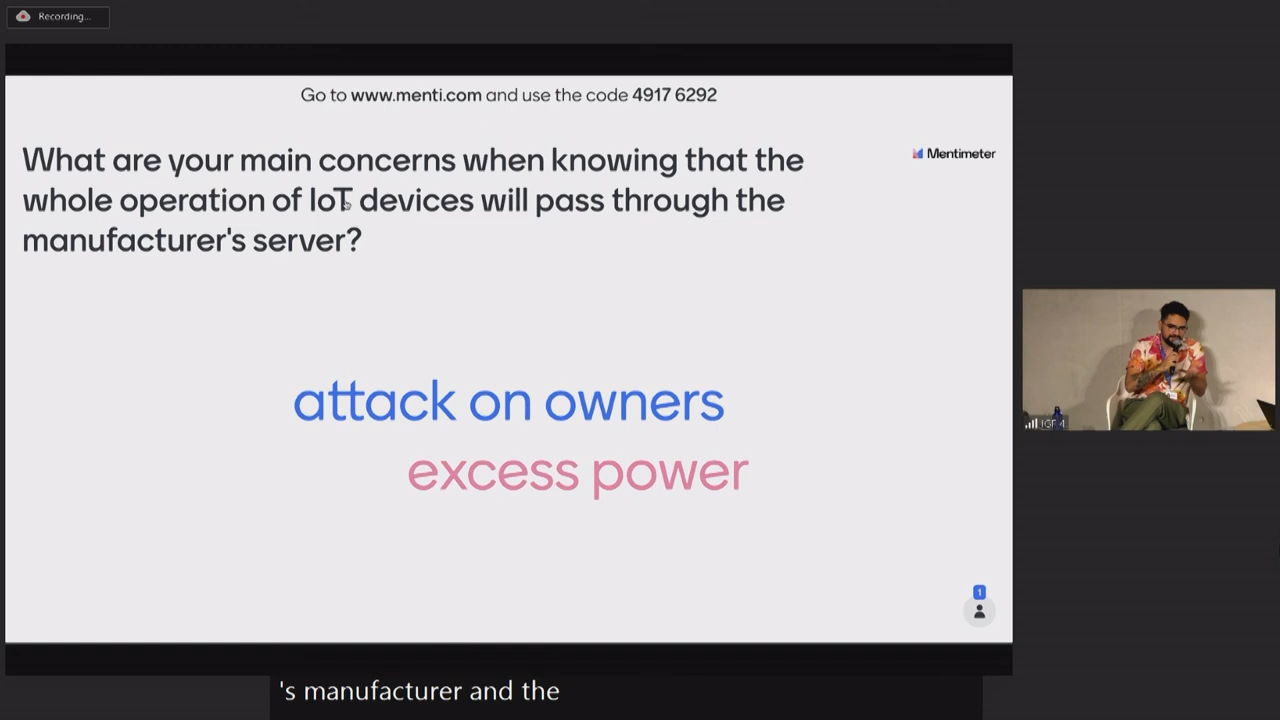 Recording...
Go to www.menti.com and use the code 4917 6292
What are your main concerns when knowing that the
whole operation of IoT devices will pass through the
manufacturer's server?
Mentimeter
attack on owners
excess power
1
's manufacturer and the